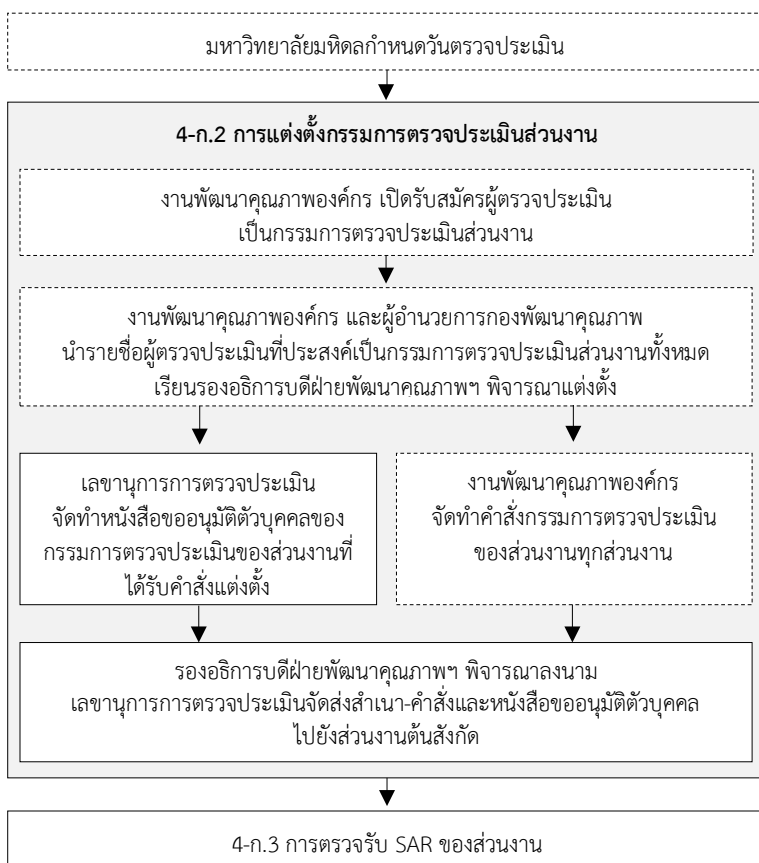 มหาวิทยาลัยมหิดลกำหนดวันตรวจประเมิน
4-ก.2 การแต่งตั้งกรรมการตรวจประเมินส่วนงาน
งานพัฒนาคุณภาพองค์กร เปิดรับสมัครผู้ตรวจประเมิน
เป็นกรรมการตรวจประเมินส่วนงาน
งานพัฒนาคุณภาพองค์กร และผู้อำนวยการกองพัฒนาคุณภาพ
นำรายชื่อผู้ตรวจประเมินที่ประสงค์เป็นกรรมการตรวจประเมินส่วนงานทั้งหมด
เรียนรองอธิการบดีฝ่ายพัฒนาคุณภาพฯ พิจารณาแต่งตั้ง
เลขานุการการตรวจประเมิน
จัดทำหนังสือขออนุมัติตัวบุคคลของ
กรรมการตรวจประเมินของส่วนงานที่
ได้รับคำสั่งแต่งตั้ง
งานพัฒนาคุณภาพองค์กร
จัดทำคำสั่งกรรมการตรวจประเมิน
ของส่วนงานทุกส่วนงาน
รองอธิการบดีฝ่ายพัฒนาคุณภาพฯ พิจารณาลงนาม
เลขานุการการตรวจประเมินจัดส่งสำเนา-คำสั่งและหนังสือขออนุมัติตัวบุคคล
ไปยังส่วนงานต้นสังกัด
4-ก.3 การตรวจรับ SAR ของส่วนงาน